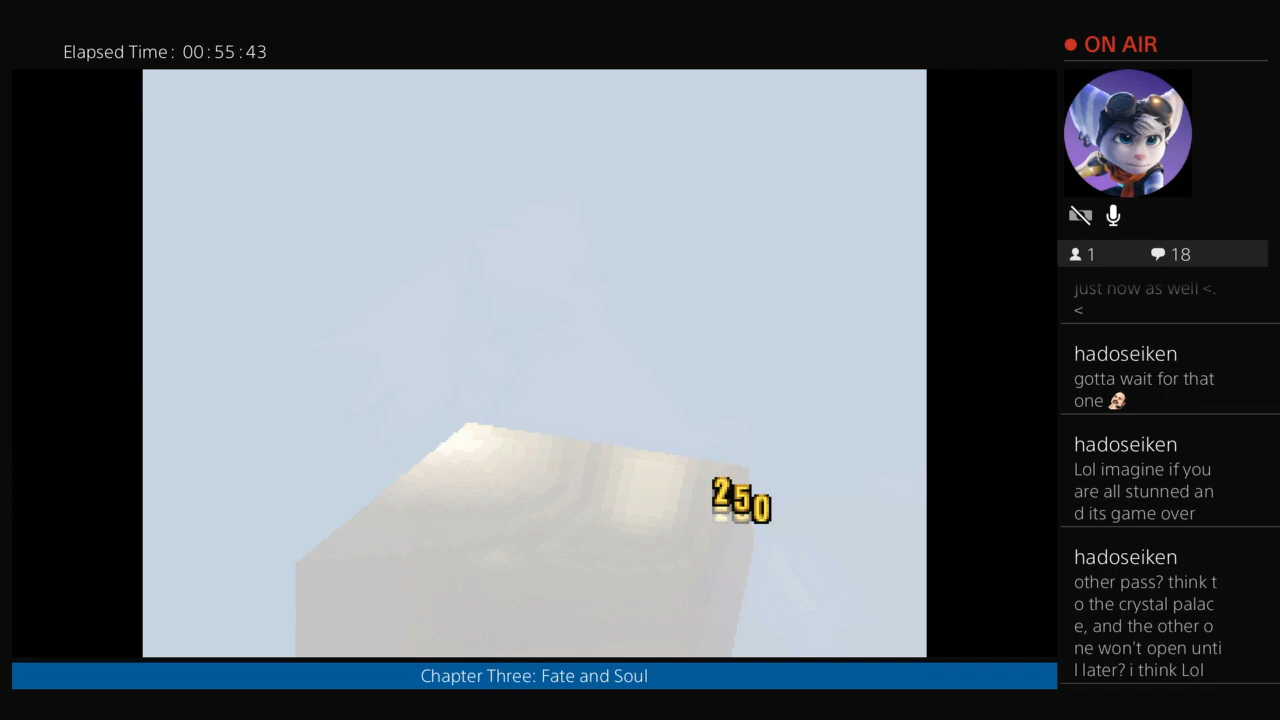 Elapsed Time: 00:55:43
ON AIR
1 18
just now as well <.
<
hadoseiken
gotta wait for that
one
hadoseiken
Lol imagine if you
are all stunned an
d its game over
hadoseiken
other pass? think t
o the crystal palac
e, and the other o
ne won't open unti
l later? i think Lol
250
Chapter Three: Fate and Soul